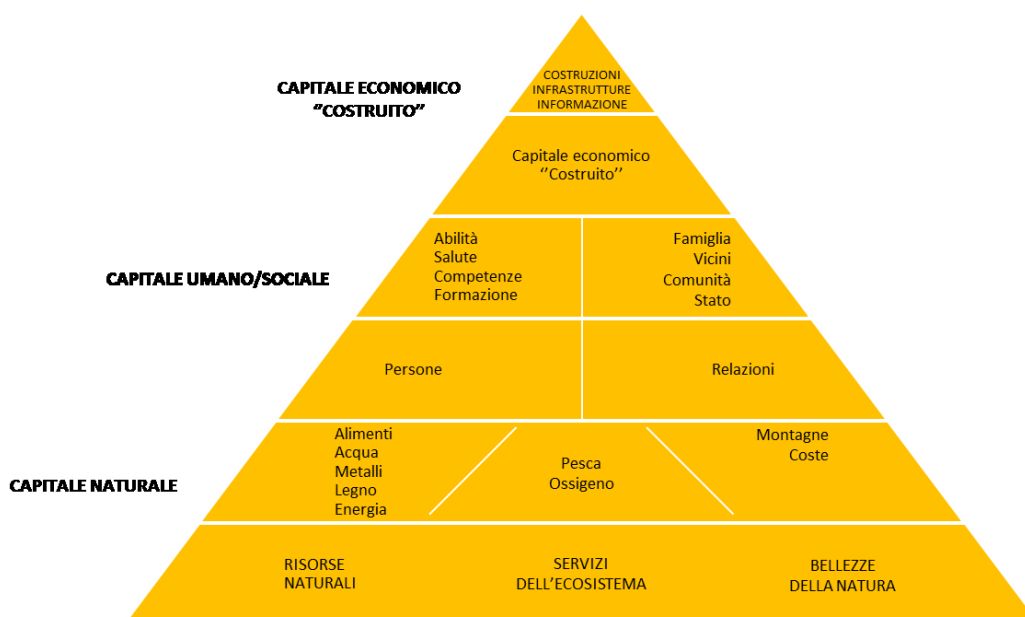 COSTRUZIONI
INFRASTRUTTURE
INFORMAZIONE
CAPITALE ECONOMICO
‘’COSTRUITO’’
Capitale economico
‘’Costruito’’
CAPITALE UMANO/SOCIALE
Abilità
Salute
Competenze
Formazione
Famiglia
Vicini
Comunità
Stato
Persone
Relazioni
CAPITALE NATURALE
Alimenti
Acqua
Metalli
Legno
Energia
Pesca
Ossigeno
Montagne
Coste
RISORSE
NATURALI
SERVIZI
DELL’ECOSISTEMA
BELLEZZE
DELLA NATURA